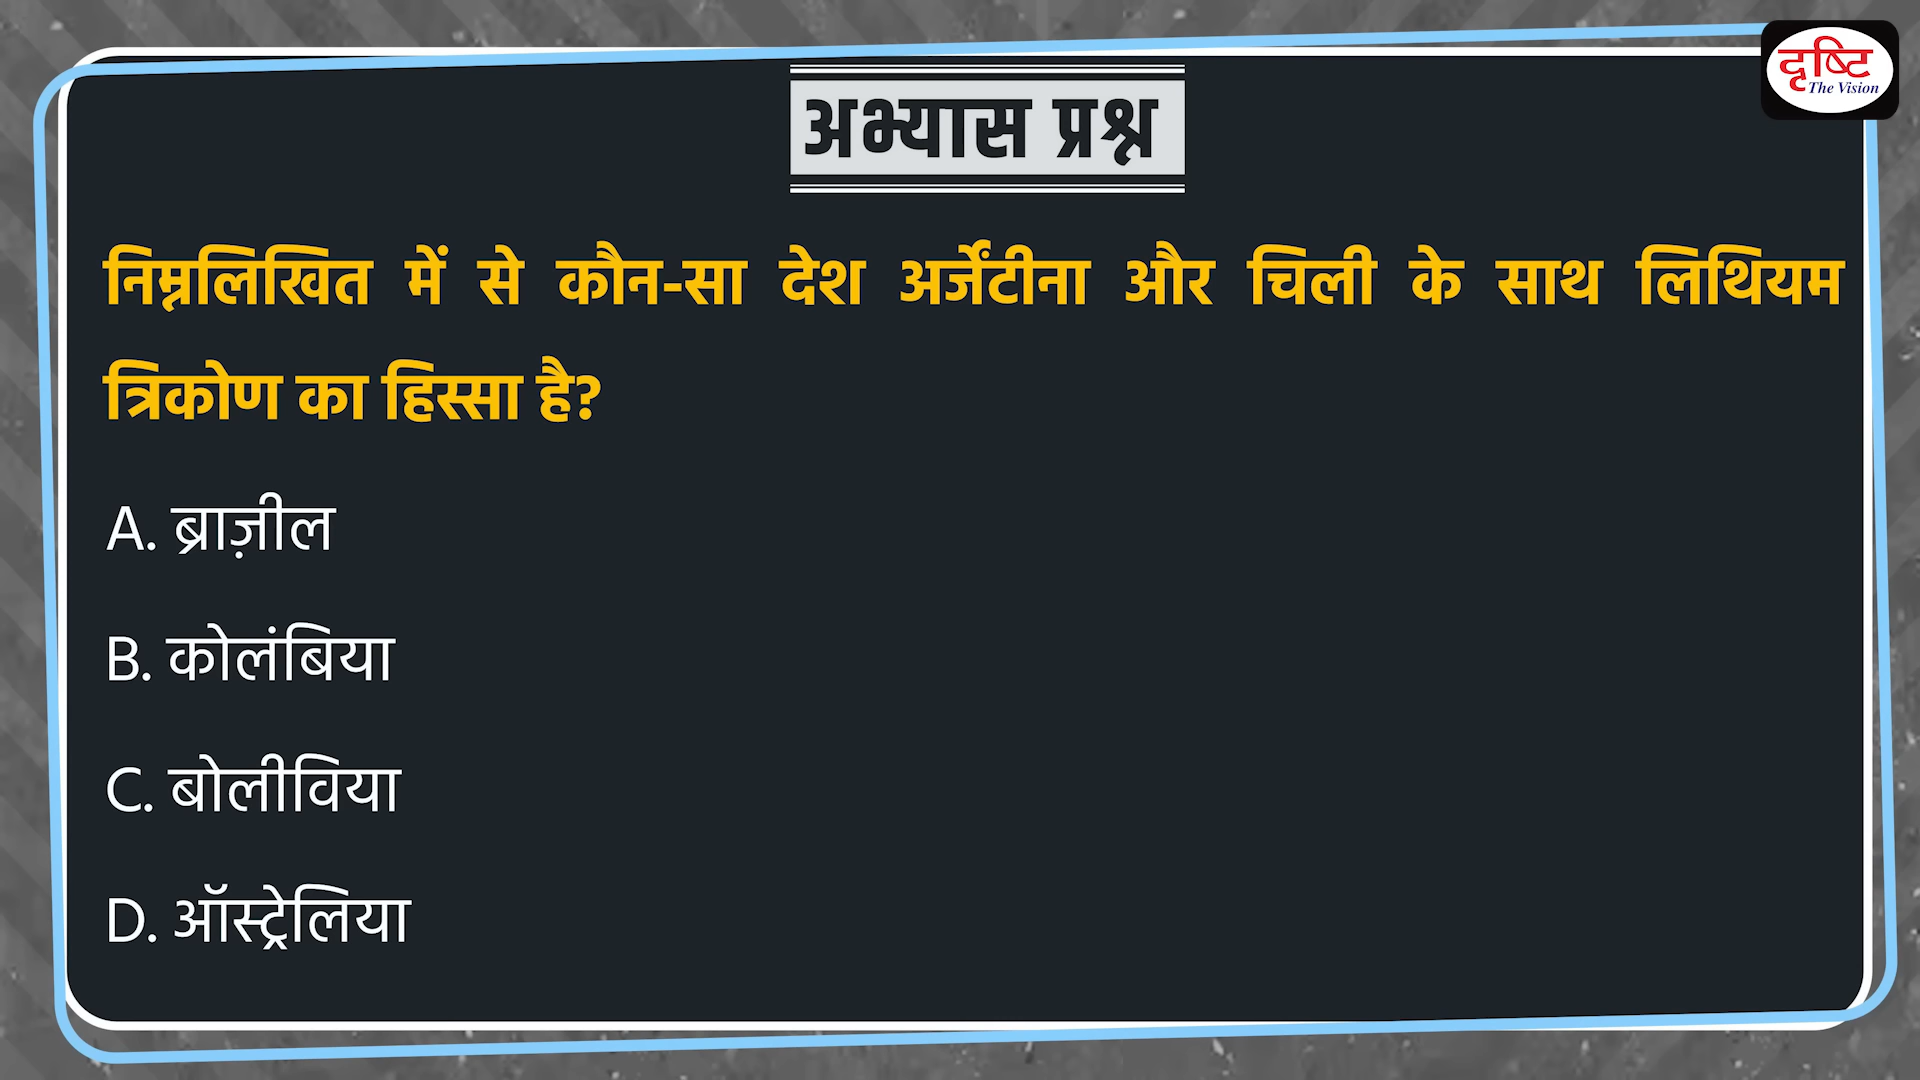 दृष्टि
The Vision
अभ्यास प्रश्न
निम्नलिखित में से कौन-सा देश अर्जेंटीना और चिली के साथ लिथियम
त्रिकोण का हिस्सा है?
A. ब्राज़ील
B. कोलंबिया
C. बोलीविया
D. ऑस्ट्रेलिया